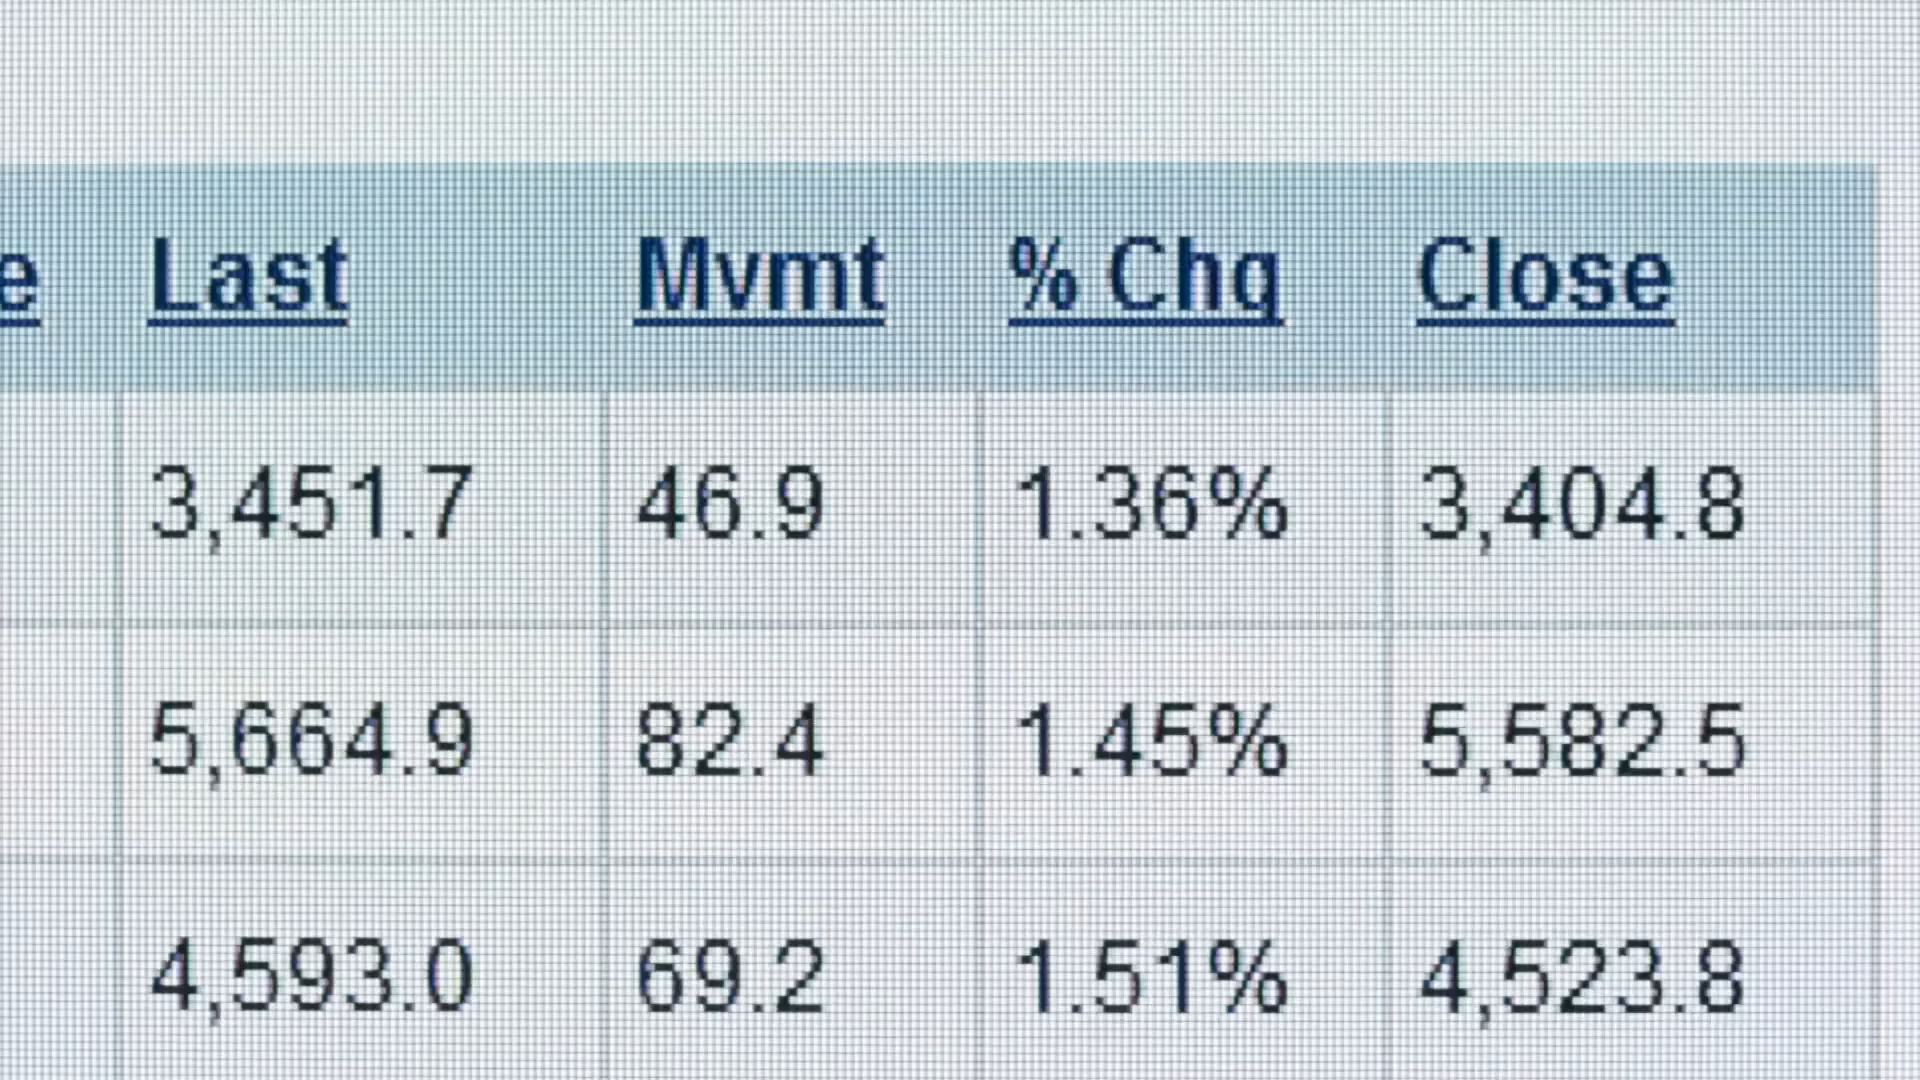 e Last Mvmt % Chg Close
3,451.7 46.9 1.36% 3,404.8
5,664.9 82.4 1.45% 5,582.5
4,593.0 69.2 1.51% 4,523.8